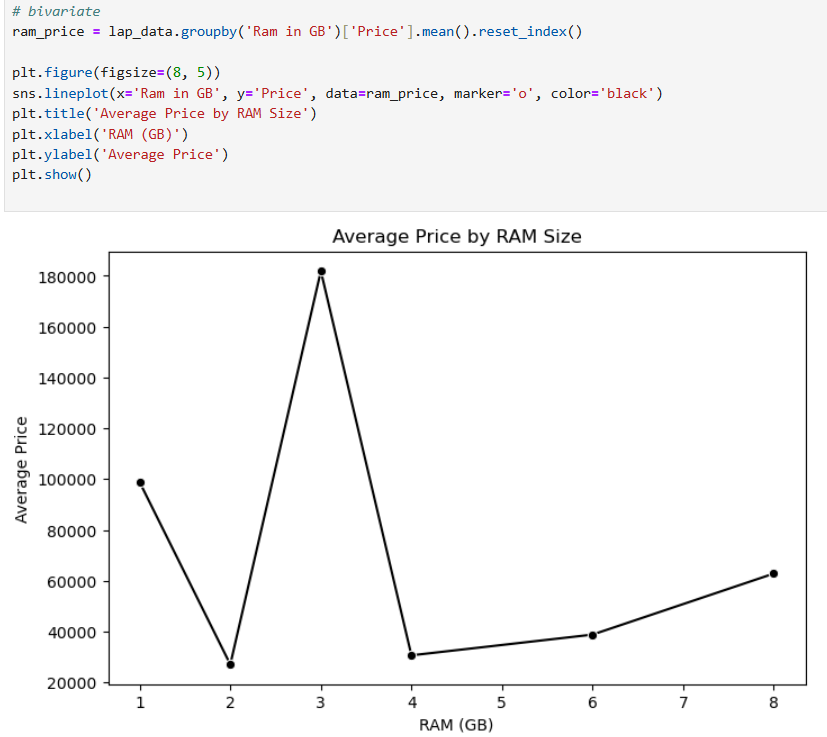 # bivariate
ram_price = lap_data.groupby('Ram in GB')['Price'].mean().reset_index()
plt.figure(figsize=(8, 5))
sns.lineplot(x='Ram in GB', y='Price', data=ram_price, marker='o', color='black')
plt.title('Average Price by RAM Size')
plt.xlabel('RAM (GB)')
plt.ylabel('Average Price')
plt.show()
Average Price by RAM Size
180000
160000
140000
120000
100000
80000
60000
40000
20000
Average Price
1 2 3 4 5 6 7 8
RAM (GB)